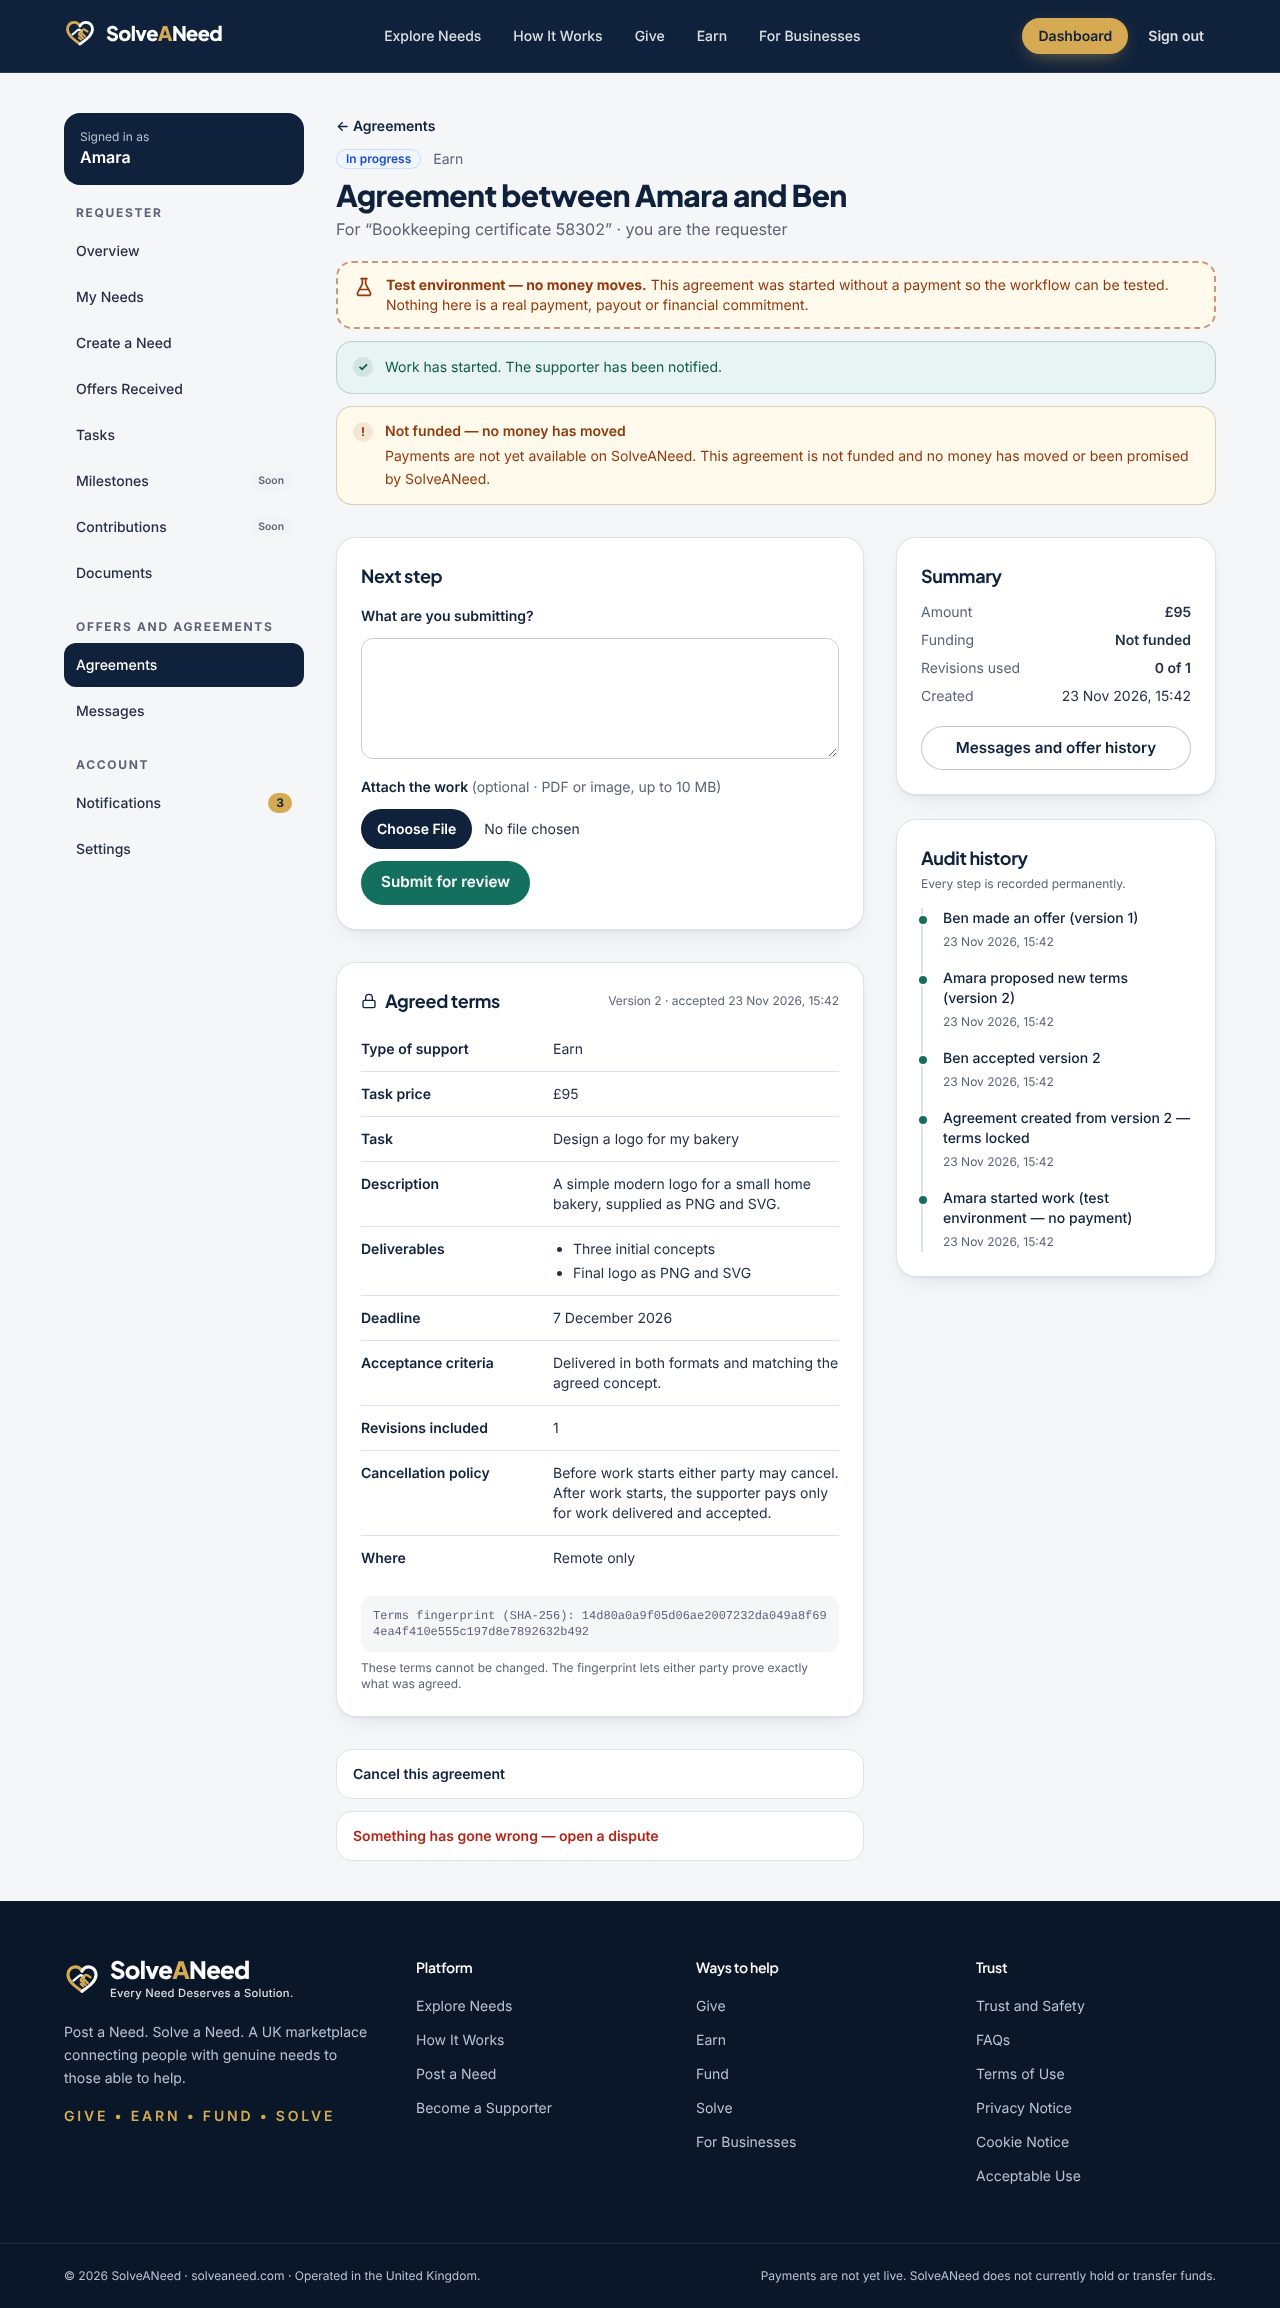 SolveANeed
Explore Needs
How It Works
Give
Earn
For Businesses
Dashboard
Sign out
Signed in as
Amara
REQUESTER
Overview
My Needs
Create a Need
Offers Received
Tasks
Milestones
Soon
Contributions
Soon
Documents
OFFERS AND AGREEMENTS
Agreements
Messages
ACCOUNT
Notifications
3
Settings
← Agreements
In progress
Earn
Agreement between Amara and Ben
For “Bookkeeping certificate 58302” · you are the requester
Test environment — no money moves. This agreement was started without a payment so the workflow can be tested.
Nothing here is a real payment, payout or financial commitment.
Work has started. The supporter has been notified.
!
Not funded — no money has moved
Payments are not yet available on SolveANeed. This agreement is not funded and no money has moved or been promised
by SolveANeed.
Next step
What are you submitting?
Attach the work (optional · PDF or image, up to 10 MB)
Choose File
No file chosen
Submit for review
Agreed terms
Version 2 · accepted 23 Nov 2026, 15:42
Type of support
Earn
Task price
£95
Task
Design a logo for my bakery
Description
A simple modern logo for a small home
bakery, supplied as PNG and SVG.
Deliverables
• Three initial concepts
• Final logo as PNG and SVG
Deadline
7 December 2026
Acceptance criteria
Delivered in both formats and matching the
agreed concept.
Revisions included
1
Cancellation policy
Before work starts either party may cancel.
After work starts, the supporter pays only
for work delivered and accepted.
Where
Remote only
Terms fingerprint (SHA-256): 14d80a0a9f05d06ae2007232da049a8f69
4ea4f410e555c197d8e7892632b492
These terms cannot be changed. The fingerprint lets either party prove exactly
what was agreed.
Cancel this agreement
Something has gone wrong — open a dispute
Summary
Amount
£95
Funding
Not funded
Revisions used
0 of 1
Created
23 Nov 2026, 15:42
Messages and offer history
Audit history
Every step is recorded permanently.
Ben made an offer (version 1)
23 Nov 2026, 15:42
Amara proposed new terms
(version 2)
23 Nov 2026, 15:42
Ben accepted version 2
23 Nov 2026, 15:42
Agreement created from version 2 —
terms locked
23 Nov 2026, 15:42
Amara started work (test
environment — no payment)
23 Nov 2026, 15:42
SolveANeed
Every Need Deserves a Solution.
Post a Need. Solve a Need. A UK marketplace
connecting people with genuine needs to
those able to help.
GIVE • EARN • FUND • SOLVE
Platform
Explore Needs
How It Works
Post a Need
Become a Supporter
Ways to help
Give
Earn
Fund
Solve
For Businesses
Trust
Trust and Safety
FAQs
Terms of Use
Privacy Notice
Cookie Notice
Acceptable Use
© 2026 SolveANeed · solveaneed.com · Operated in the United Kingdom.
Payments are not yet live. SolveANeed does not currently hold or transfer funds.